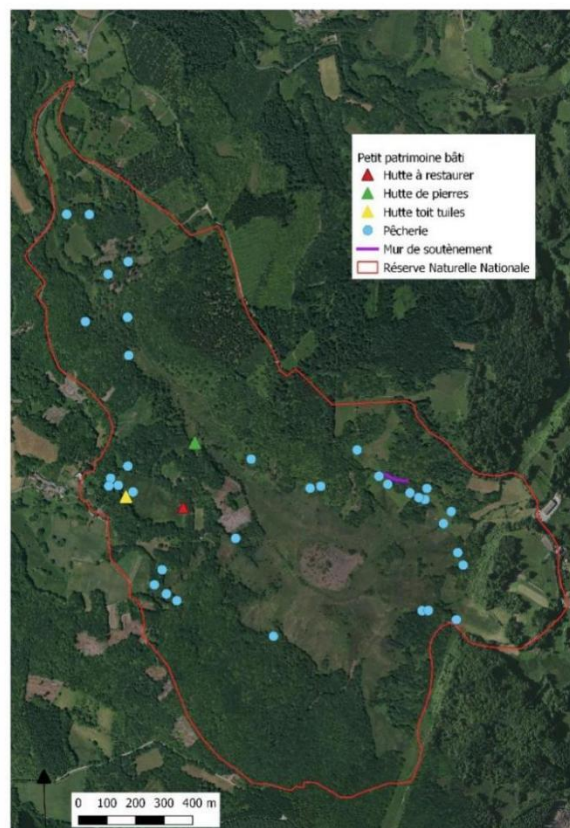 Petit patrimoine bâti
Hutte à restaurer
Hutte de pierres
Hutte toit tuiles
Pêcherie
Mur de soutènement
Réserve Naturelle Nationale
0 100 200 300 400 m